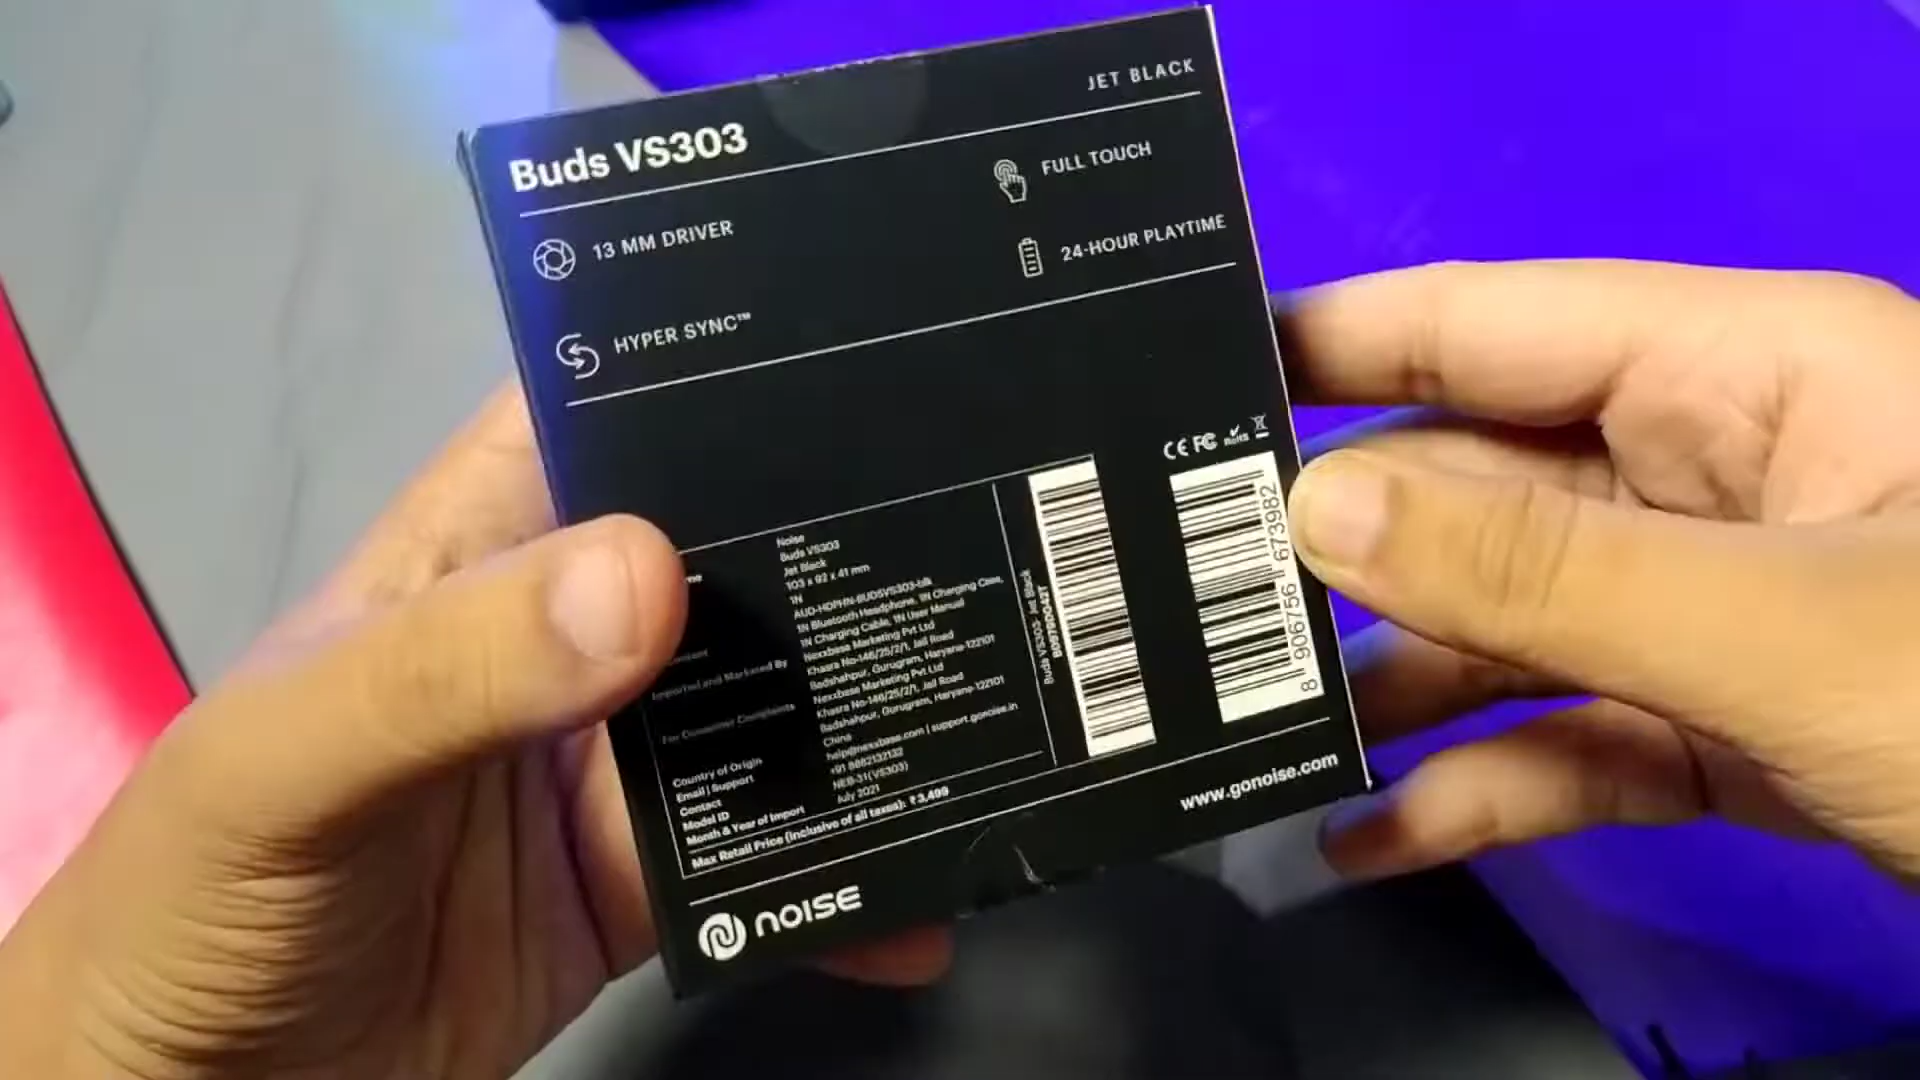 JET BLACK
Buds VS303
13 MM DRIVER
FULL TOUCH
HYPER SYNC™
24-HOUR PLAYTIME
CE FC RoHS
Noise
Buds VS303
Jet Black
103 x 92 x 41 mm
1N
AUD-HDPHN-BUDSVS303-blk
1N Bluetooth Headphone, 1N Charging Case,
1N Charging Cable, 1N User Manual
Imported and Marketed By
Nexxbase Marketing Pvt Ltd
Khasra No-146/25/2/1, Jail Road
Badshahpur, Gurugram, Haryana-122101
For Consumer Complaints
Nexxbase Marketing Pvt Ltd
Khasra No-146/25/2/1, Jail Road
Badshahpur, Gurugram, Haryana-122101
Country of Origin China
Email | Support help@nexxbase.com | support.gonoise.in
Contact +91 8882132132
Model ID NEB-31(VS303)
Month & Year of Import July 2021
Max Retail Price (inclusive of all taxes): ₹3,499
Buds VS303- Jet Black
8 906756 673982
www.gonoise.com
NOISE